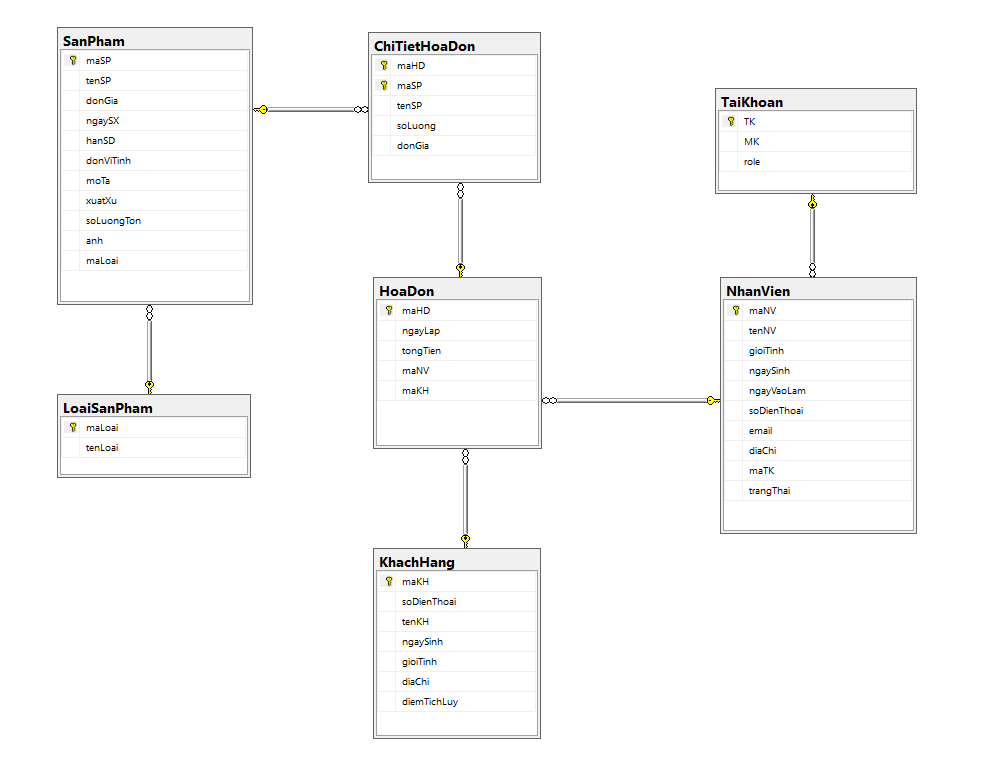 SanPham
maSP
tenSP
donGia
ngaySX
hanSD
donViTinh
moTa
xuatXu
soLuongTon
anh
maLoai
ChiTietHoaDon
maHD
maSP
tenSP
soLuong
donGia
TaiKhoan
TK
MK
role
HoaDon
maHD
ngayLap
tongTien
maNV
maKH
NhanVien
maNV
tenNV
gioiTinh
ngaySinh
ngayVaoLam
soDienThoai
email
diaChi
maTK
trangThai
LoaiSanPham
maLoai
tenLoai
KhachHang
maKH
soDienThoai
tenKH
ngaySinh
gioiTinh
diaChi
diemTichLuy